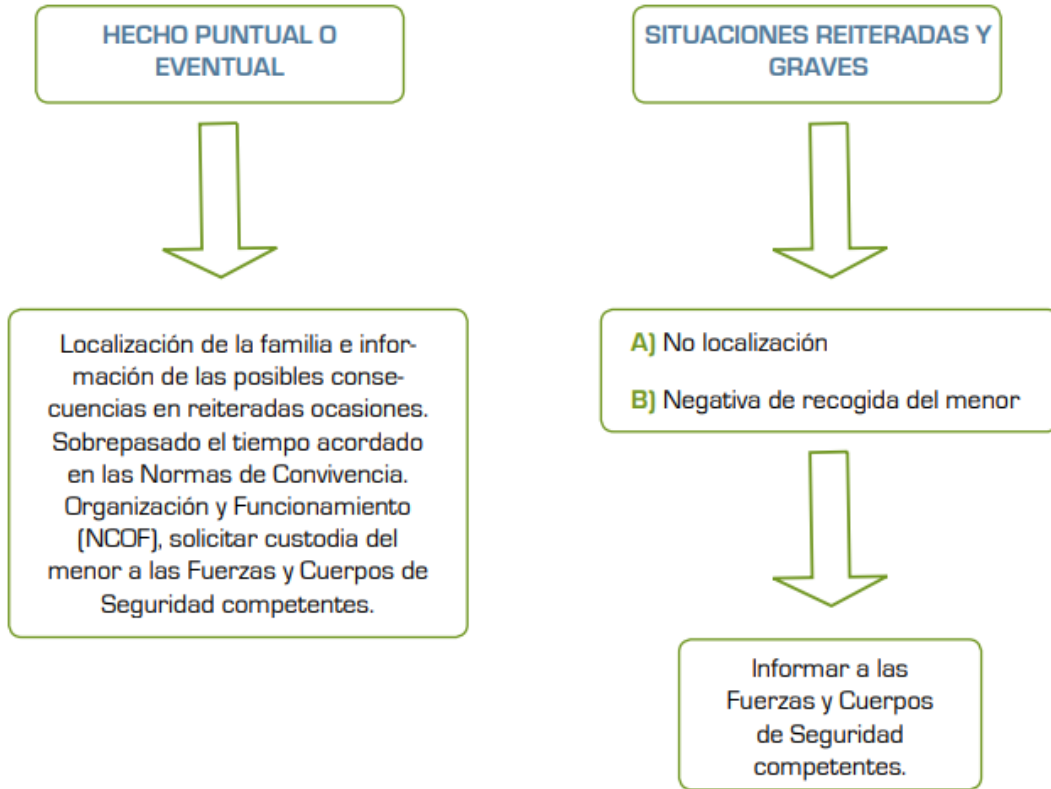 HECHO PUNTUAL O
EVENTUAL
Localización de la familia e infor-
mación de las posibles conse-
cuencias en reiteradas ocasiones.
Sobrepasado el tiempo acordado
en las Normas de Convivencia.
Organización y Funcionamiento
(NCOF), solicitar custodia del
menor a las Fuerzas y Cuerpos de
Seguridad competentes.
SITUACIONES REITERADAS Y
GRAVES
A) No localización
B) Negativa de recogida del menor
Informar a las
Fuerzas y Cuerpos
de Seguridad
competentes.